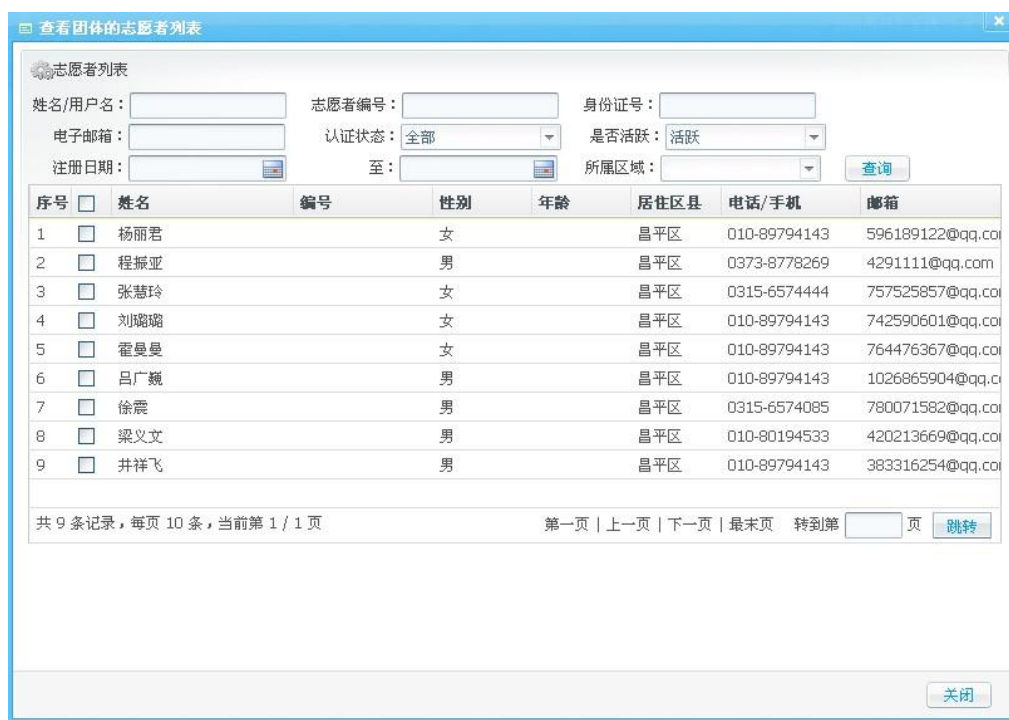 查看团体的志愿者列表
志愿者列表
姓名/用户名： 志愿者编号： 身份证号：
电子邮箱： 认证状态： 全部 是否活跃： 活跃
注册日期： 至： 所属区域： 查询
序号 姓名 编号 性别 年龄 居住区县 电话/手机 邮箱
1 杨丽君 女 昌平区 010-89794143 596189122@qq.co
2 程振亚 男 昌平区 0373-8778269 4291111@qq.com
3 张慧玲 女 昌平区 0315-6574444 757525857@qq.co
4 刘璐璐 女 昌平区 010-89794143 742590601@qq.co
5 霍曼曼 女 昌平区 010-89794143 764476367@qq.co
6 吕广巍 男 昌平区 010-89794143 1026865904@qq.c
7 徐震 男 昌平区 0315-6574085 780071582@qq.co
8 梁义文 男 昌平区 010-80194533 420213669@qq.co
9 井祥飞 男 昌平区 010-89794143 383316254@qq.co
共 9 条记录，每页 10 条，当前第 1 / 1 页 第一页 | 上一页 | 下一页 | 最末页 转到第 页 跳转
关闭